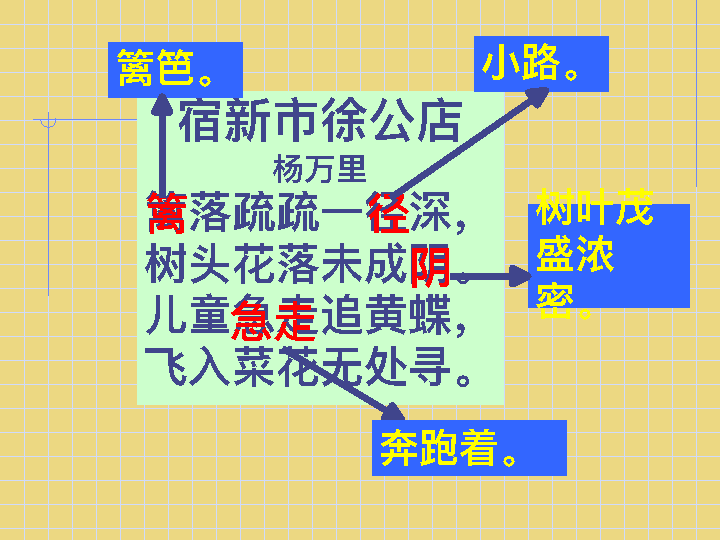 篱笆。
小路。
宿新市徐公店
杨万里
篱落疏疏一径深，
树头花落未成阴。
儿童急走追黄蝶，
飞入菜花无处寻。
树叶茂
盛浓
密。
奔跑着。